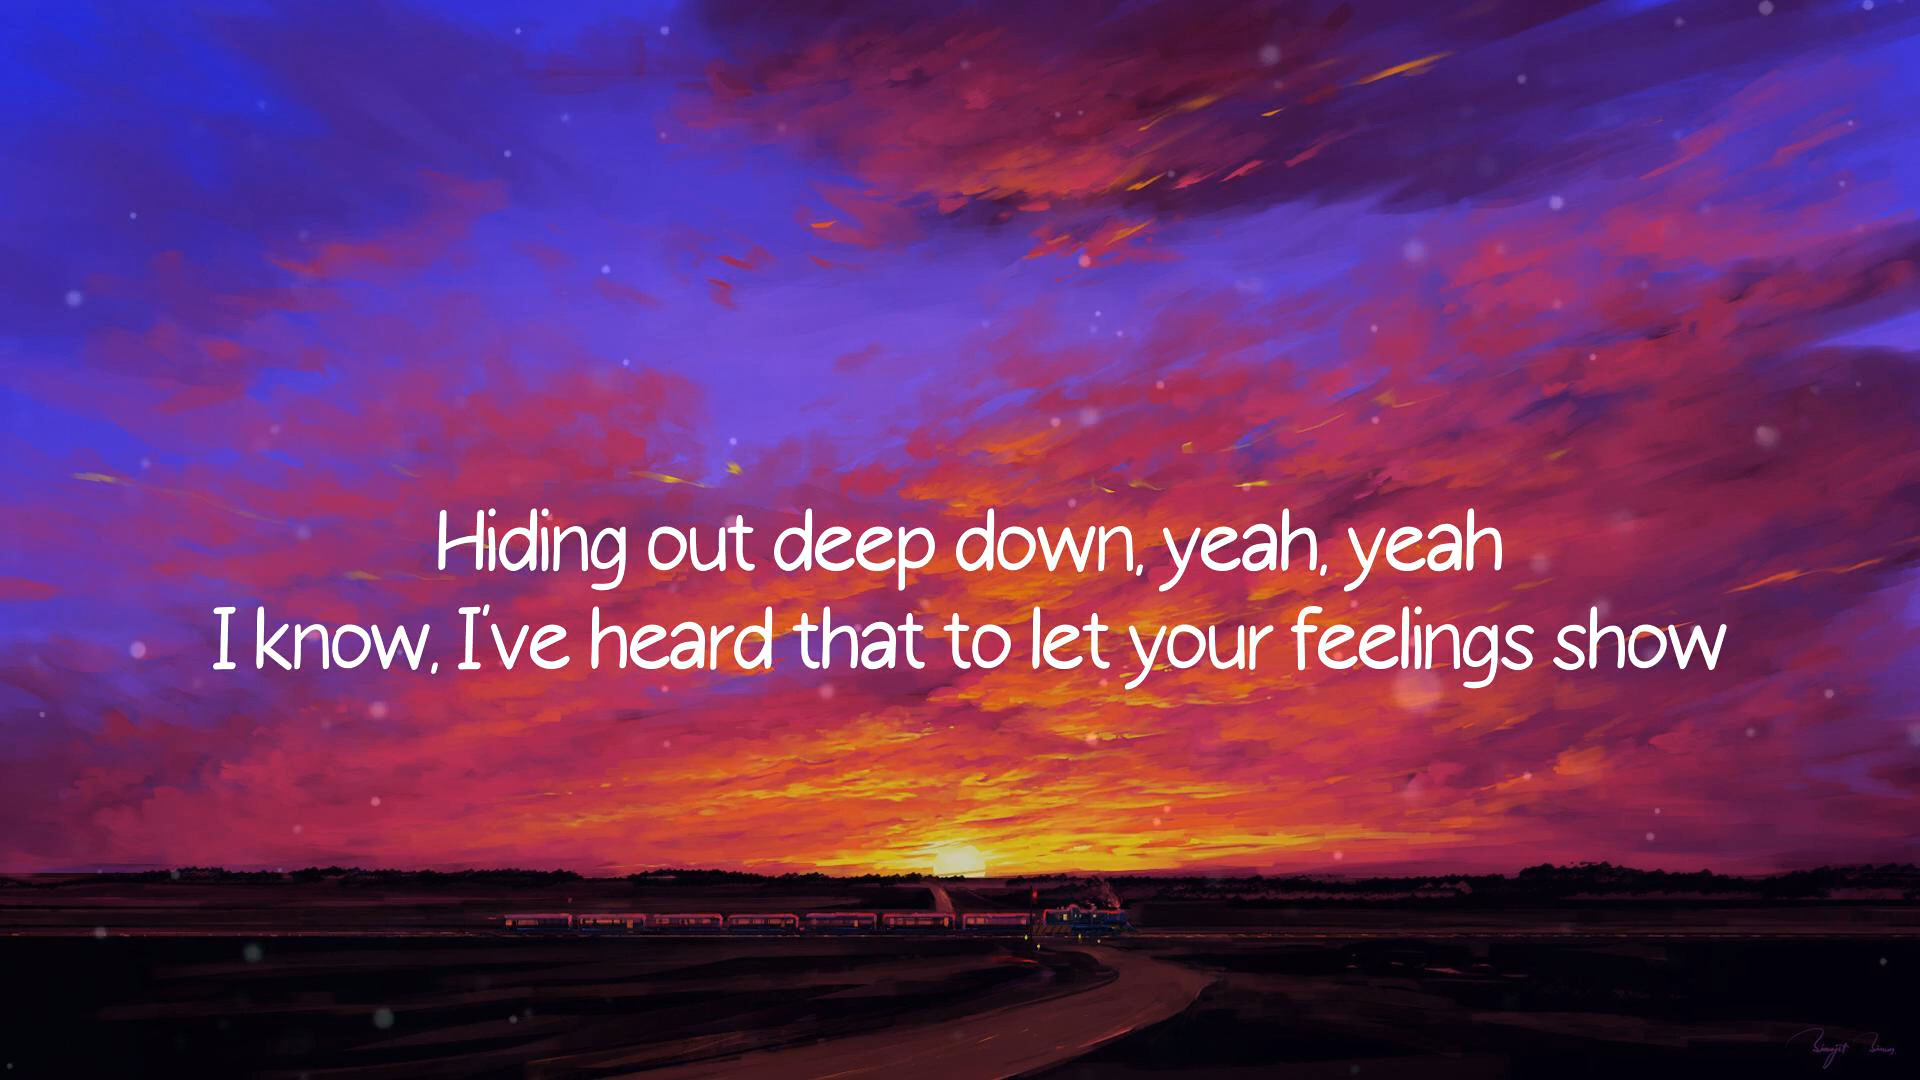 Hiding out deep down, yeah, yeah
I know, I've heard that to let your feelings show